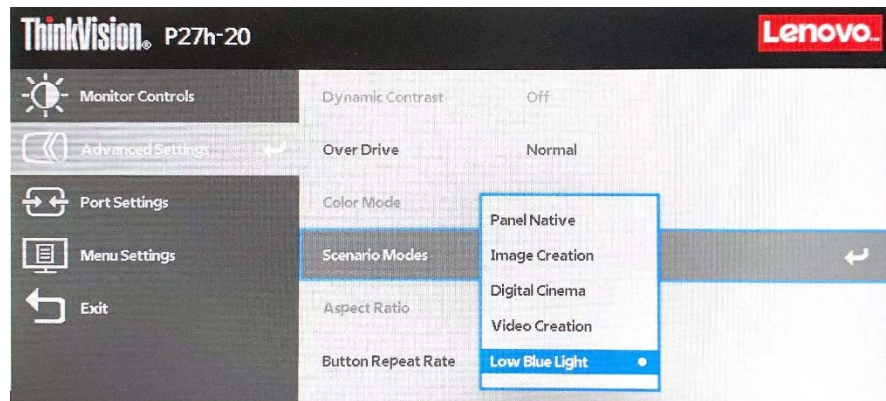 ThinkVision® P27h-20
Lenovo™
Monitor Controls
Advanced Settings
Port Settings
Menu Settings
Exit
Dynamic Contrast Off
Over Drive Normal
Color Mode
Scenario Modes
Aspect Ratio
Button Repeat Rate
Panel Native
Image Creation
Digital Cinema
Video Creation
Low Blue Light